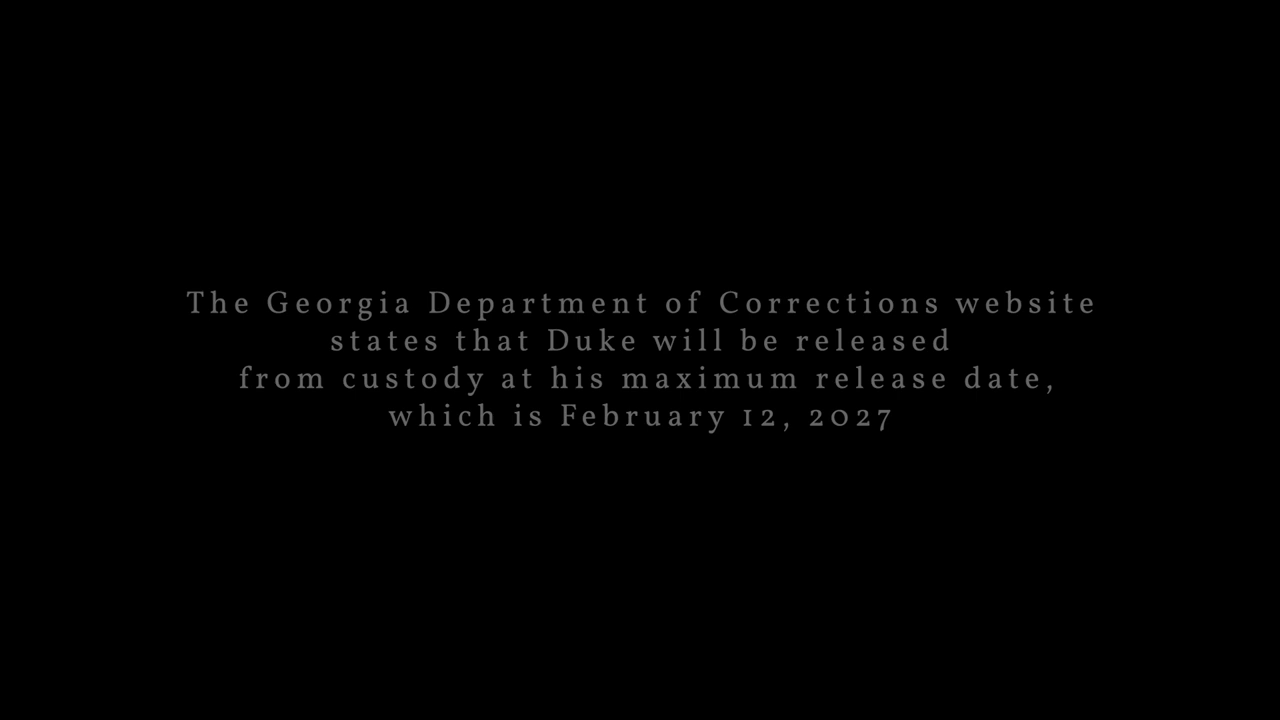 The Georgia Department of Corrections website
states that Duke will be released
from custody at his maximum release date,
which is February 12, 2027